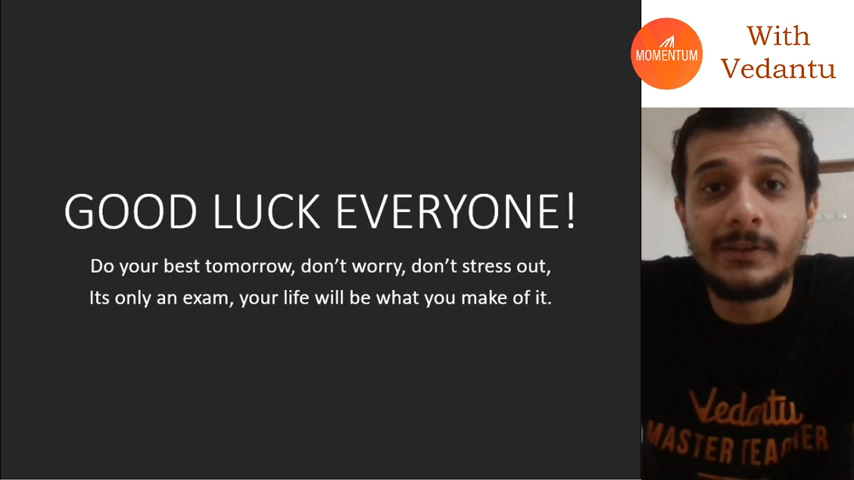 GOOD LUCK EVERYONE!
Do your best tomorrow, don't worry, don't stress out,
Its only an exam, your life will be what you make of it.
MOMENTUM
With
Vedantu
Vedantu
MASTER TEACHER